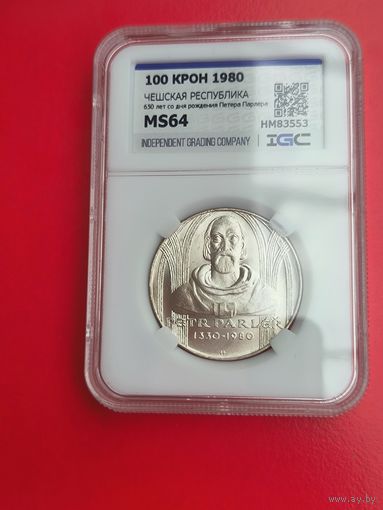 100 КРОН 1980
ЧЕШСКАЯ РЕСПУБЛИКА
650 лет со дня рождения Петера Парлера
MS64
HM83553
INDEPENDENT GRADING COMPANY
IGC
PETR PARLÉŘ
1330-1980
www.ay.by